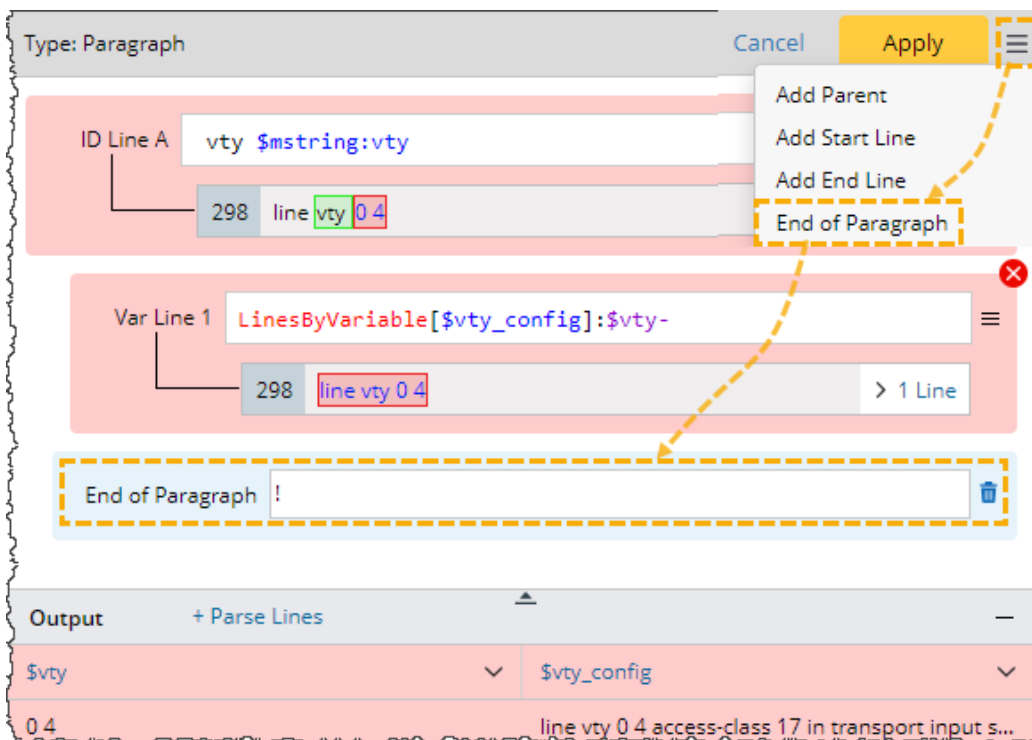 Type: Paragraph
Cancel
Apply
Add Parent
Add Start Line
Add End Line
End of Paragraph
ID Line A
vty $mstring:vty
298 line vty 0 4
Var Line 1
LinesByVariable[$vty_config]:$vty-
298 line vty 0 4
> 1 Line
End of Paragraph
!
Output
+ Parse Lines
$vty
$vty_config
0 4
line vty 0 4 access-class 17 in transport input s...